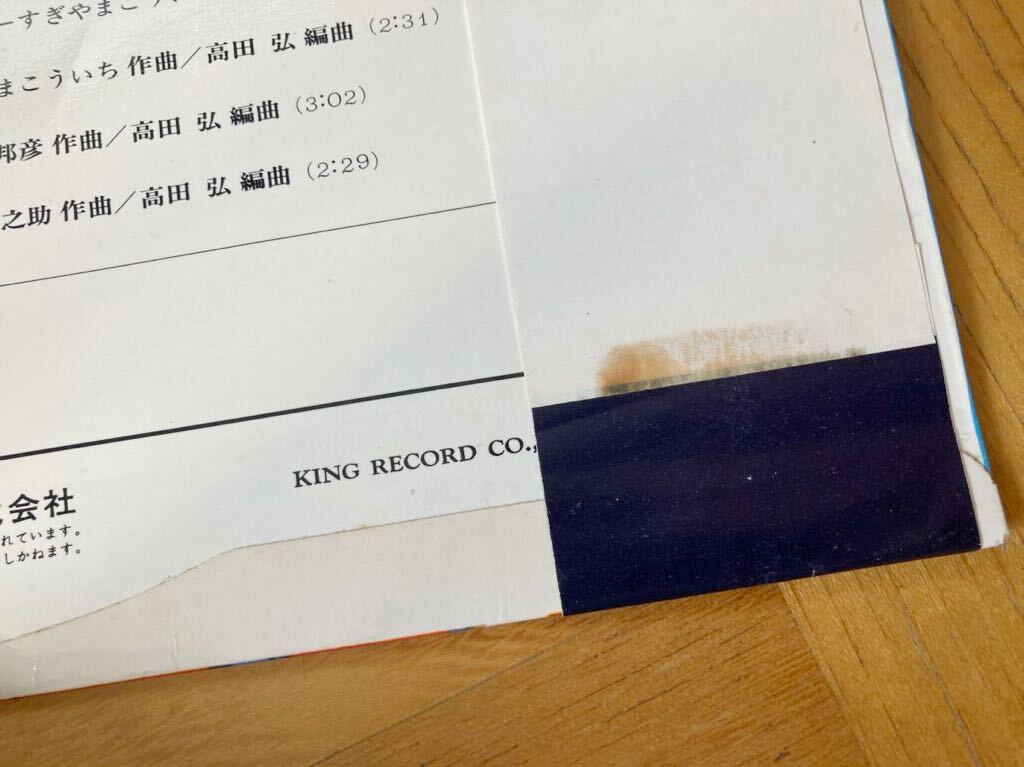 ーすぎやまこう
まこういち 作曲／高田 弘 編曲 (2:31)
邦彦 作曲／高田 弘 編曲 (3:02)
之助 作曲／高田 弘 編曲 (2:29)
KING RECORD CO.,
会社
れています。
しかねます。